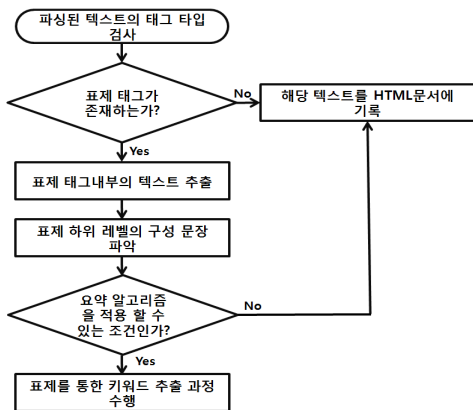 파싱된 텍스트의 태그 타입
검사
표제 태그가
존재하는가?
No
해당 텍스트를 HTML문서에
기록
Yes
표제 태그내부의 텍스트 추출
표제 하위 레벨의 구성 문장
파악
요약 알고리즘
을 적용 할 수
있는 조건인가?
No
Yes
표제를 통한 키워드 추출 과정
수행